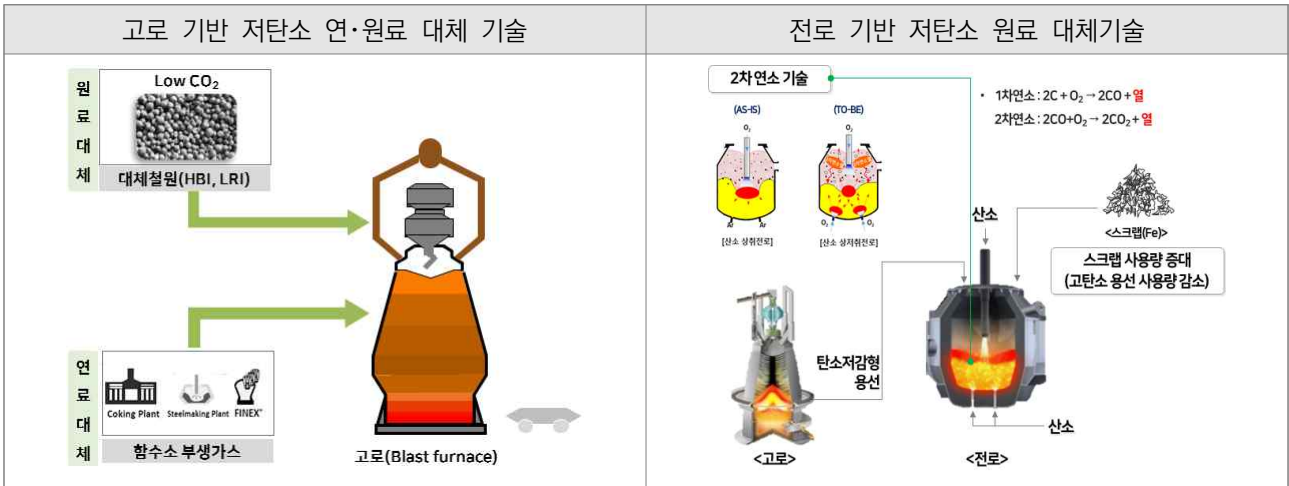 고로 기반 저탄소 연·원료 대체 기술
원료대체
Low CO₂
대체철원(HBI, LRI)
연료대체
Coking Plant
Steelmaking Plant
FINEX
함수소 부생가스
고로(Blast furnace)
전로 기반 저탄소 원료 대체기술
2차 연소 기술
• 1차연소 : 2C + O₂ → 2CO + 열
2차연소 : 2CO+O₂ → 2CO₂ + 열
(AS-IS)
(TO-BE)
O₂
O₂
Ar
Ar
O₂
O₂
[산소 상취전로]
[산소 상저취전로]
산소
<스크랩(Fe)>
스크랩 사용량 증대
(고탄소 용선 사용량 감소)
탄소저감형
용선
산소
<고로>
<전로>